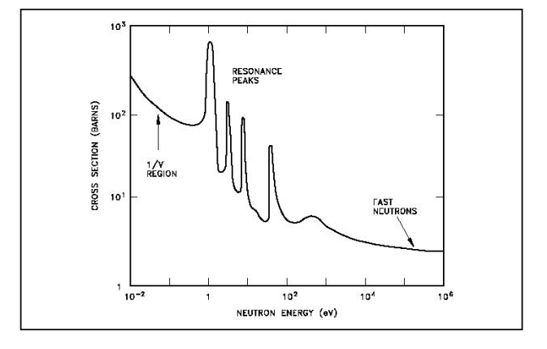 10³
10²
10¹
1
CROSS SECTION (BARNS)
RESONANCE
PEAKS
1/V
REGION
FAST
NEUTRONS
10⁻²
1
10²
10⁴
10⁶
NEUTRON ENERGY (eV)